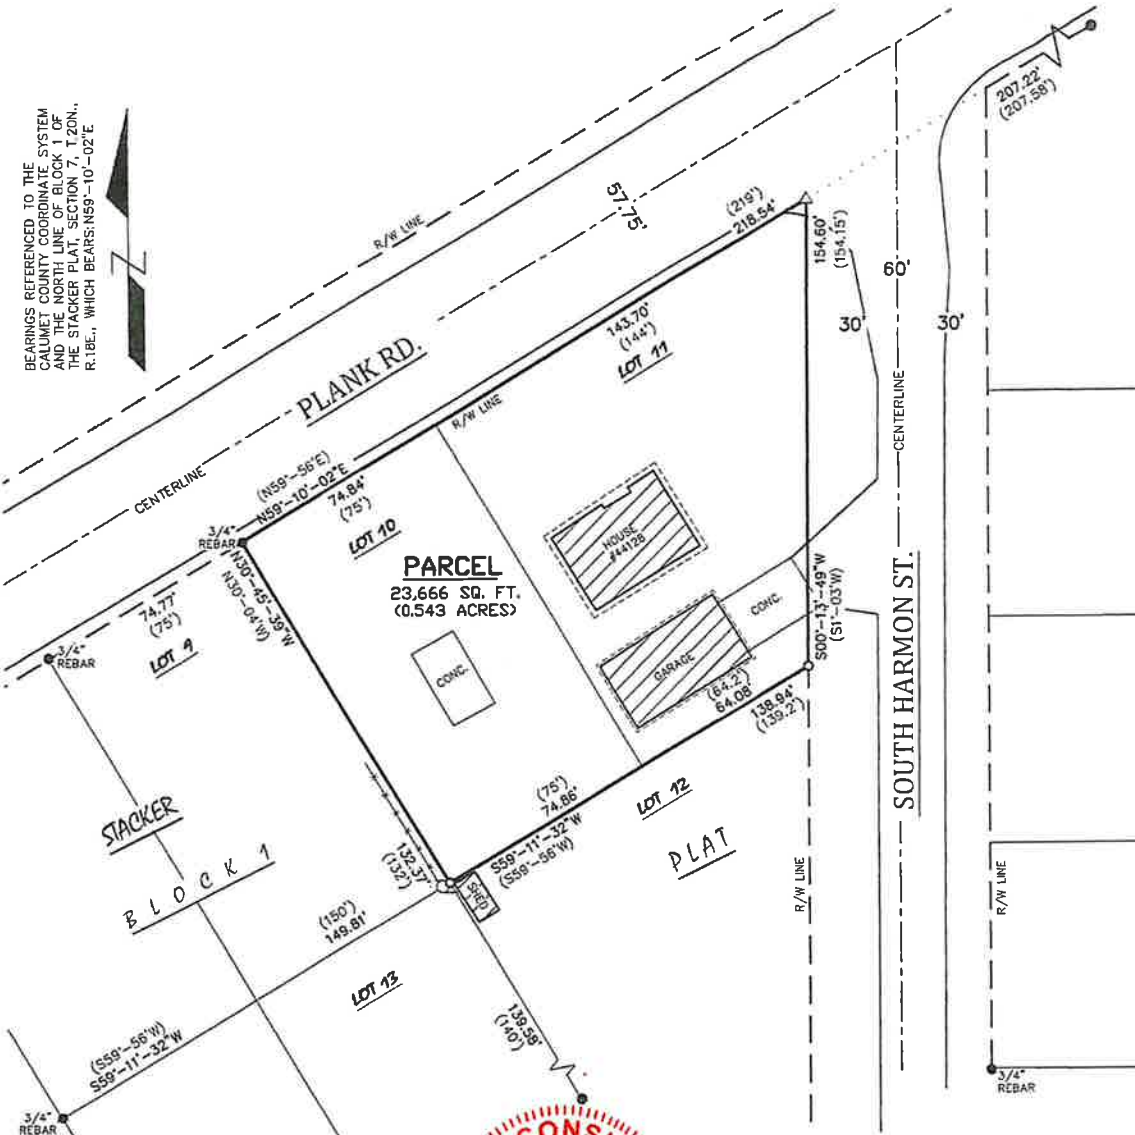 BEARINGS REFERENCED TO THE
CALUMET COUNTY COORDINATE SYSTEM
AND THE NORTH LINE OF BLOCK 1 OF
THE STACKER PLAT, SECTION 7, T.20N.,
R.18E., WHICH BEARS:N59°-10'-02"E
207.22'
(207.58')
R/W LINE
57.75'
(219')
218.54'
154.60'
(154.15')
60'
30'
30'
143.70'
(144')
LOT 11
PLANK RD.
R/W LINE
CENTERLINE
CENTERLINE
(N59°-56'E)
N59°-10'-02"E
74.84'
(75')
LOT 10
3/4"
REBAR
HOUSE
#44128
PARCEL
23,666 SQ. FT.
(0.543 ACRES)
N30°-45'-39"W
N30°-04'W)
74.77'
(75')
LOT 9
3/4"
REBAR
CONC.
GARAGE
CONC.
S00°-13'-49"W
(S1°-03'W)
SOUTH HARMON ST.
(64.2')
64.08'
138.94'
(139.2')
(75')
74.86'
LOT 12
S59°-11'-32"W
(S59°-56'W)
PLAT
132.37'
(132')
SHED
STACKER
BLOCK 1
(150')
149.81'
LOT 13
R/W LINE
R/W LINE
139.58'
(140')
(S59°-56'W)
S59°-11'-32"W
3/4"
REBAR
3/4"
REBAR
CONS